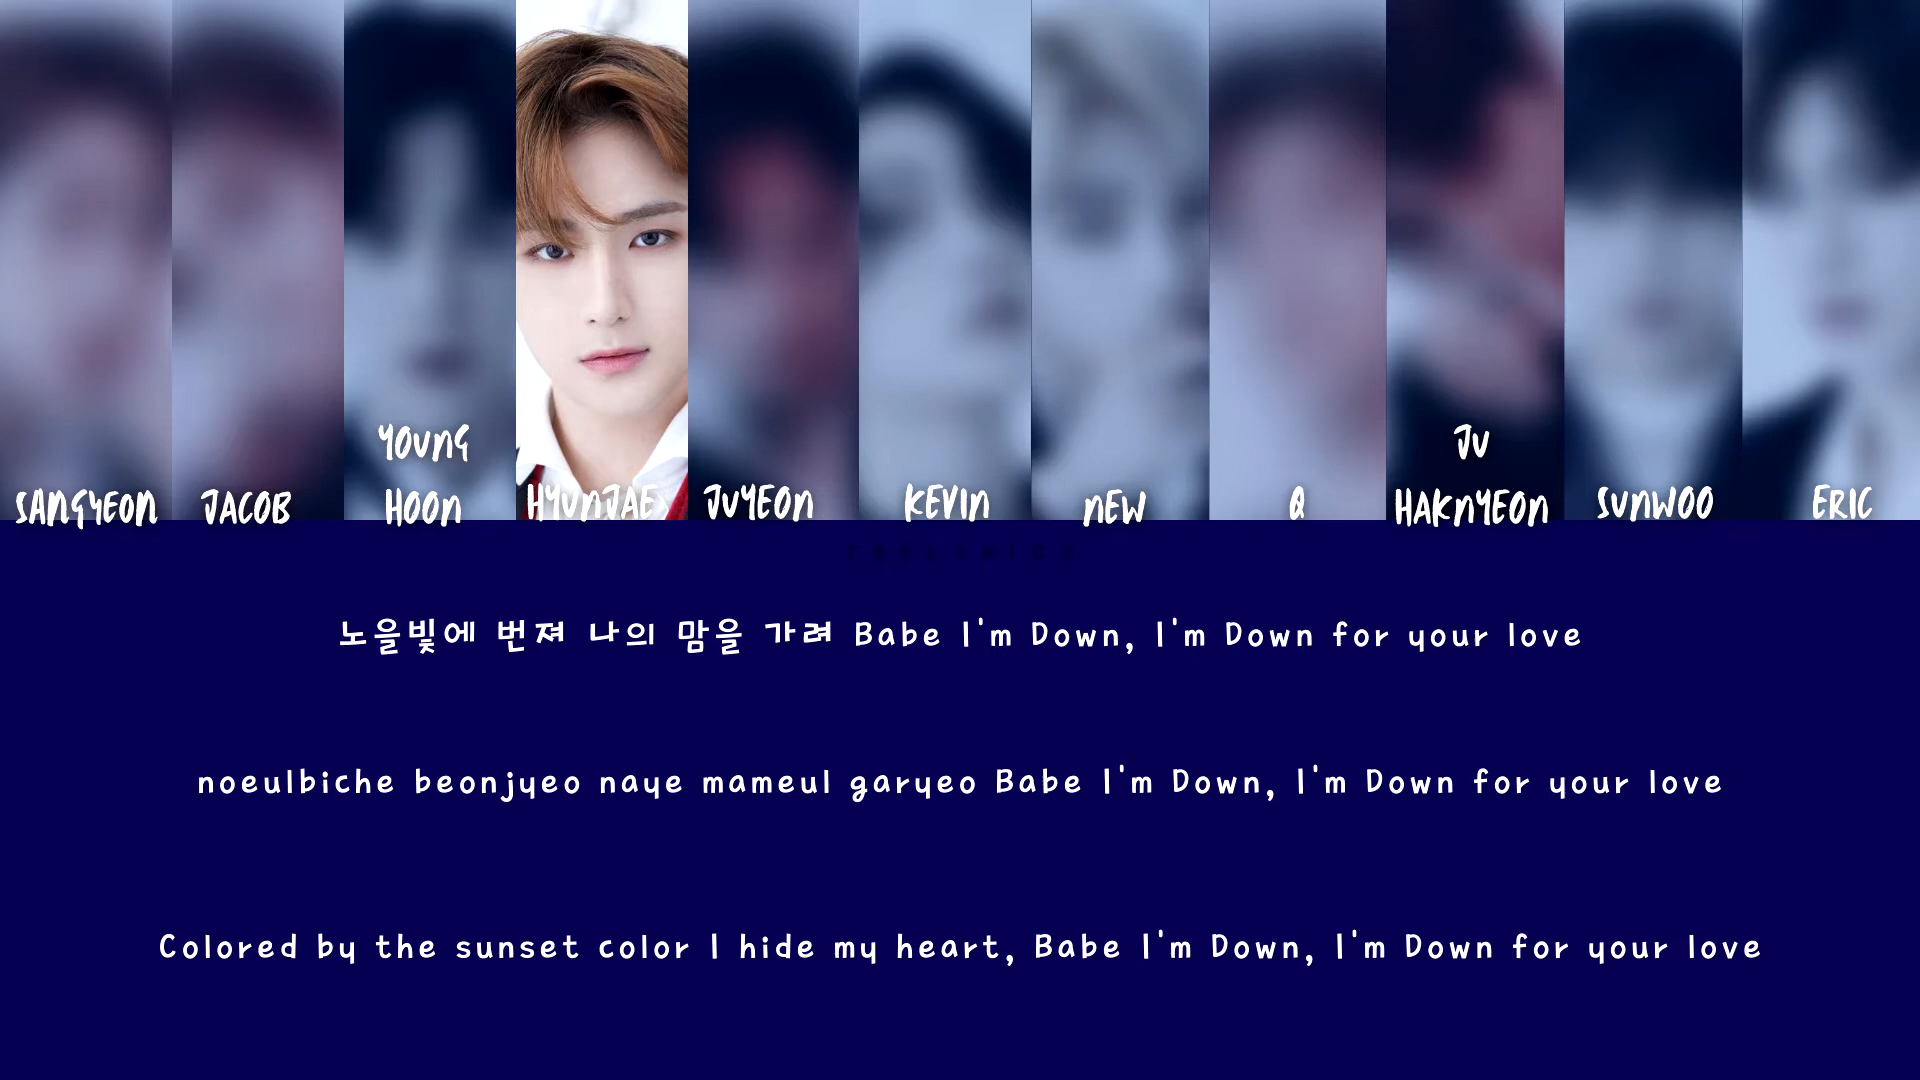 SANGYEON
JACOB
YOUNG
HOON
HYUNJAE
JUYEON
KEVIN
NEW
Q
JU
HAKNYEON
SUNWOO
ERIC
노을빛에 번져 나의 맘을 가려 Babe I'm Down, I'm Down for your love
noeulbiche beonjyeo naye mameul garyeo Babe I'm Down, I'm Down for your love
Colored by the sunset color I hide my heart, Babe I'm Down, I'm Down for your love